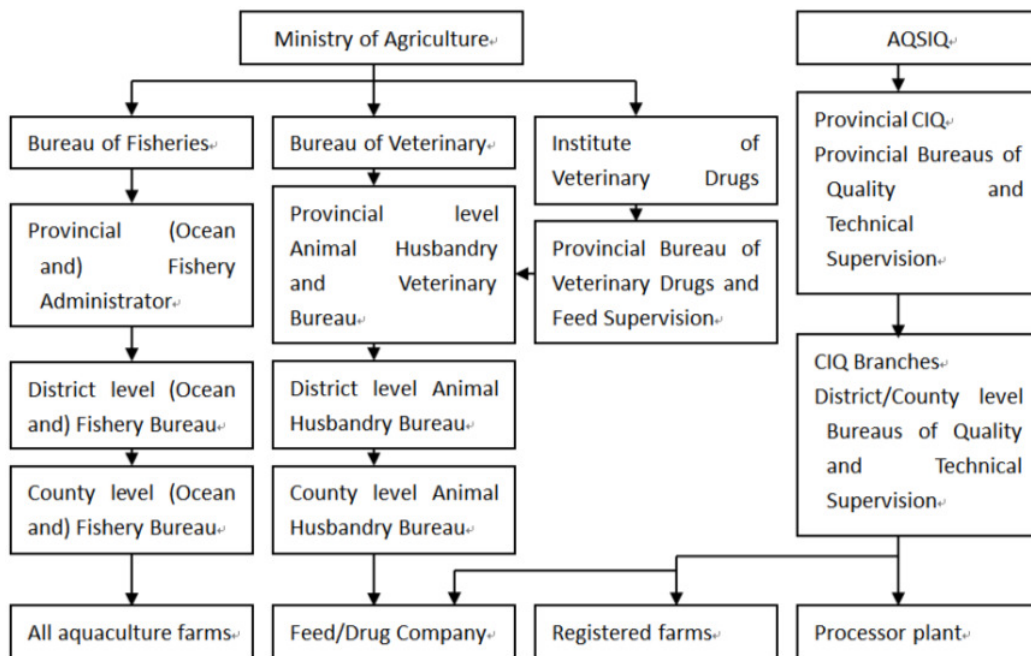 Ministry of Agriculture
AQSIQ
Bureau of Fisheries
Bureau of Veterinary
Institute of
Veterinary Drugs
Provincial CIQ
Provincial Bureaus of
Quality and
Technical
Supervision
Provincial (Ocean
and) Fishery
Administrator
Provincial level
Animal Husbandry
and Veterinary
Bureau
Provincial Bureau of
Veterinary Drugs and
Feed Supervision
District level (Ocean
and) Fishery Bureau
District level Animal
Husbandry Bureau
CIQ Branches
District/County level
Bureaus of Quality
and Technical
Supervision
County level (Ocean
and) Fishery Bureau
County level Animal
Husbandry Bureau
All aquaculture farms
Feed/Drug Company
Registered farms
Processor plant